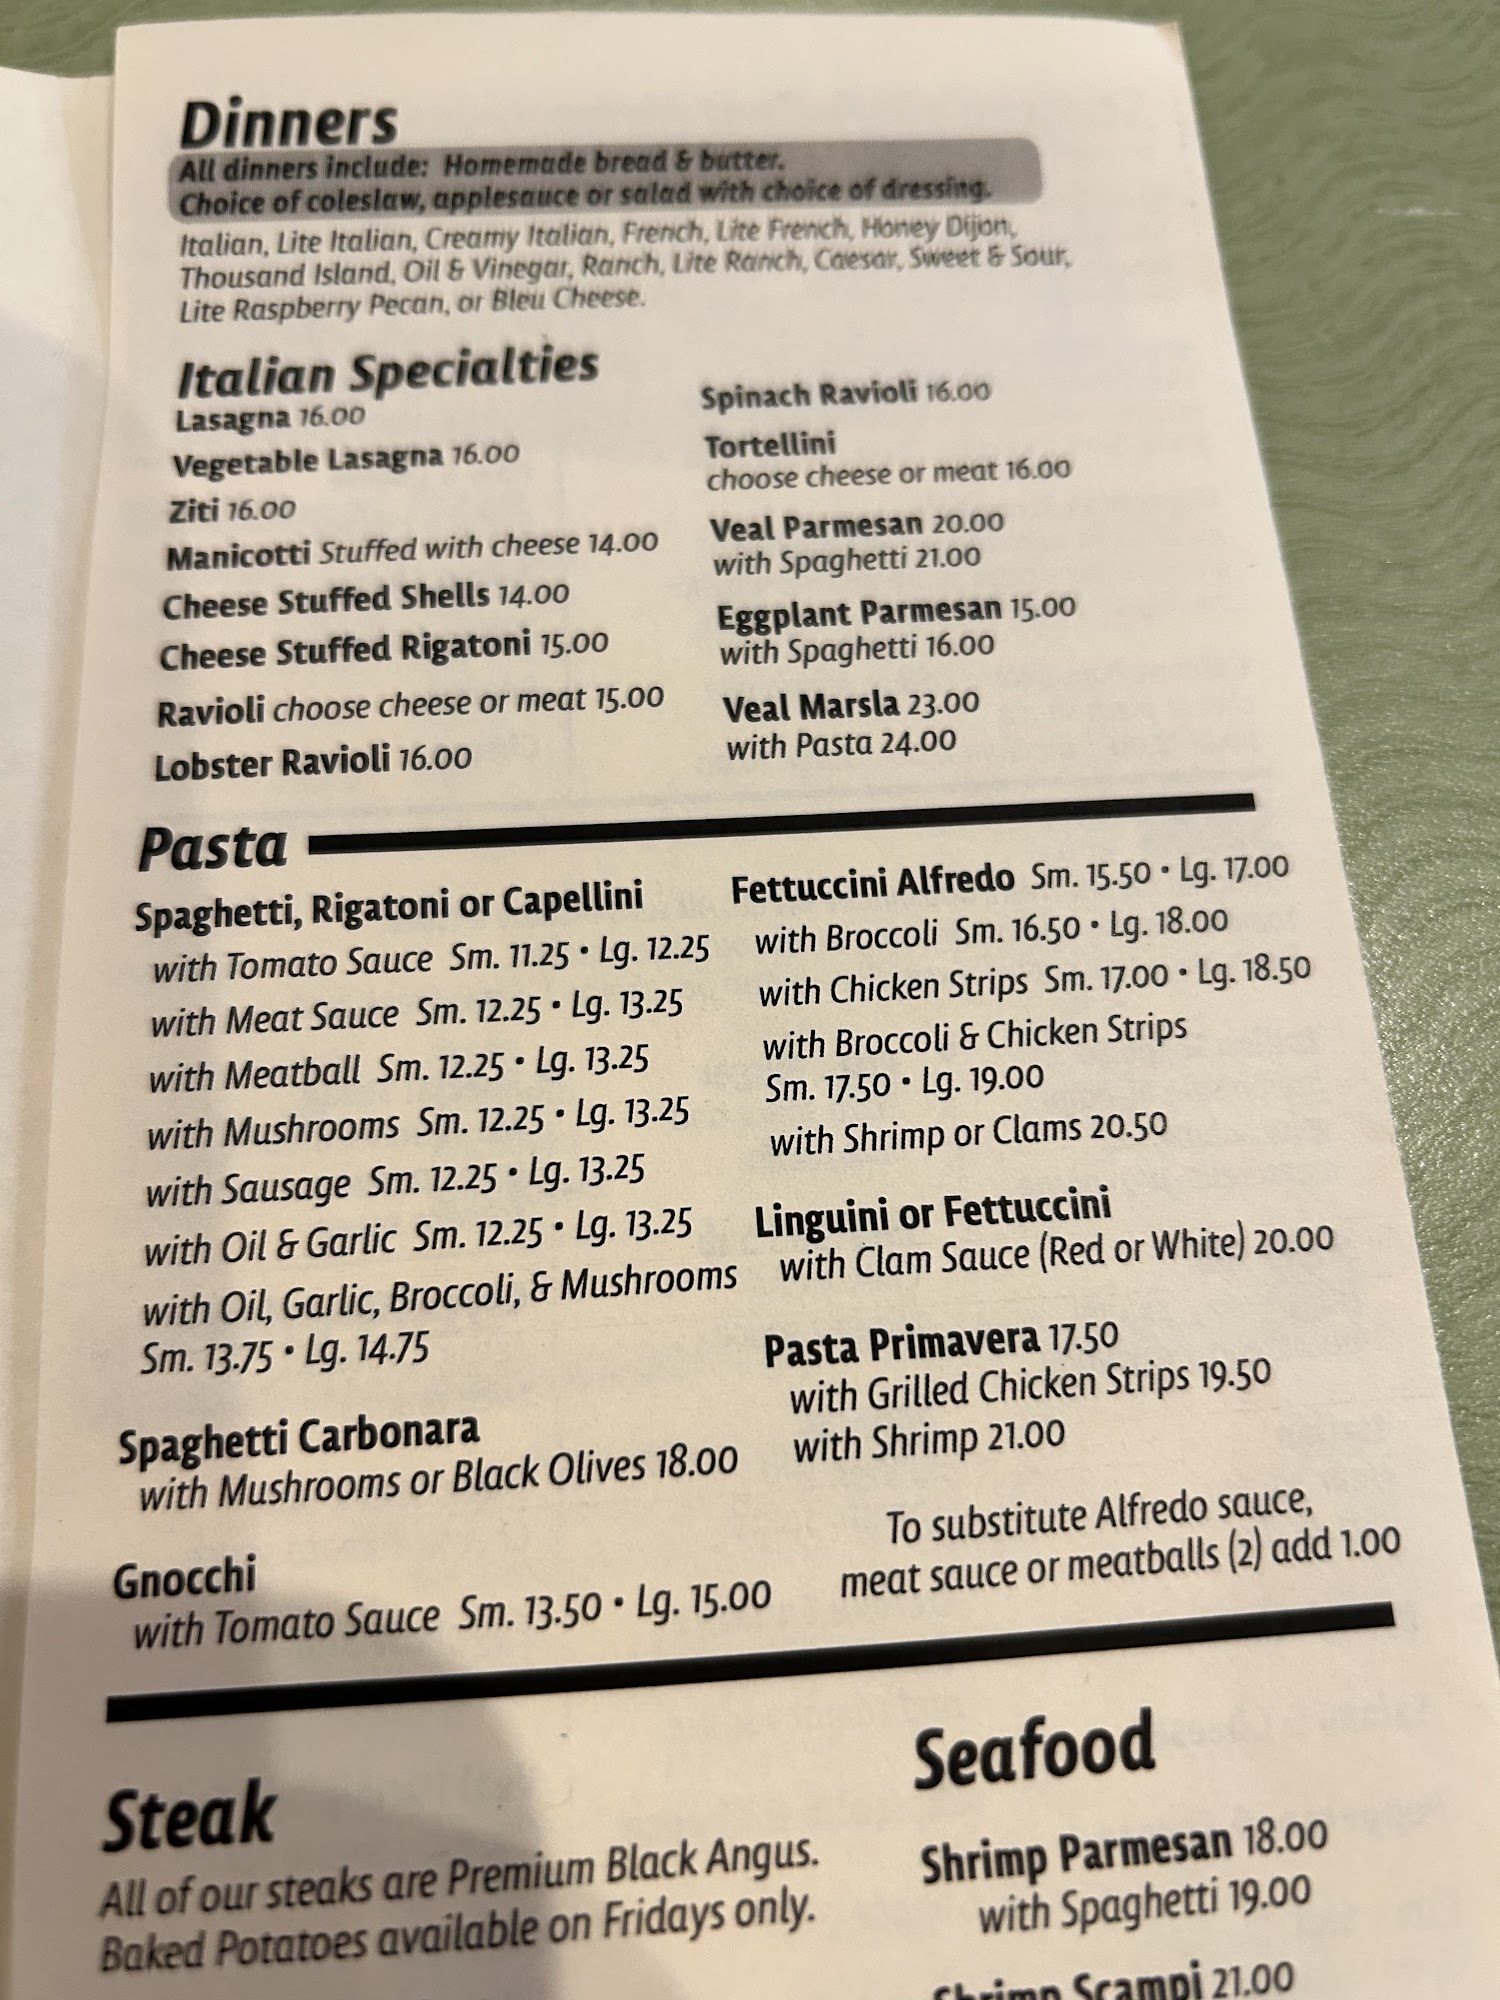 Dinners
All dinners include: Homemade bread & butter.
Choice of coleslaw, applesauce or salad with choice of dressing.
Italian, Lite Italian, Creamy Italian, French, Lite French, Honey Dijon,
Thousand Island, Oil & Vinegar, Ranch, Lite Ranch, Caesar, Sweet & Sour,
Lite Raspberry Pecan, or Bleu Cheese.
Italian Specialties
Lasagna 16.00
Vegetable Lasagna 16.00
Ziti 16.00
Manicotti Stuffed with cheese 14.00
Cheese Stuffed Shells 14.00
Cheese Stuffed Rigatoni 15.00
Ravioli choose cheese or meat 15.00
Lobster Ravioli 16.00
Spinach Ravioli 16.00
Tortellini
choose cheese or meat 16.00
Veal Parmesan 20.00
with Spaghetti 21.00
Eggplant Parmesan 15.00
with Spaghetti 16.00
Veal Marsla 23.00
with Pasta 24.00
Pasta
Spaghetti, Rigatoni or Capellini
with Tomato Sauce Sm. 11.25 • Lg. 12.25
with Meat Sauce Sm. 12.25 • Lg. 13.25
with Meatball Sm. 12.25 • Lg. 13.25
with Mushrooms Sm. 12.25 • Lg. 13.25
with Sausage Sm. 12.25 • Lg. 13.25
with Oil & Garlic Sm. 12.25 • Lg. 13.25
with Oil, Garlic, Broccoli, & Mushrooms
Sm. 13.75 • Lg. 14.75
Spaghetti Carbonara
with Mushrooms or Black Olives 18.00
Gnocchi
with Tomato Sauce Sm. 13.50 • Lg. 15.00
Fettuccini Alfredo Sm. 15.50 • Lg. 17.00
with Broccoli Sm. 16.50 • Lg. 18.00
with Chicken Strips Sm. 17.00 • Lg. 18.50
with Broccoli & Chicken Strips
Sm. 17.50 • Lg. 19.00
with Shrimp or Clams 20.50
Linguini or Fettuccini
with Clam Sauce (Red or White) 20.00
Pasta Primavera 17.50
with Grilled Chicken Strips 19.50
with Shrimp 21.00
To substitute Alfredo sauce,
meat sauce or meatballs (2) add 1.00
Steak
All of our steaks are Premium Black Angus.
Baked Potatoes available on Fridays only.
Seafood
Shrimp Parmesan 18.00
with Spaghetti 19.00
Shrimp Scampi 21.00